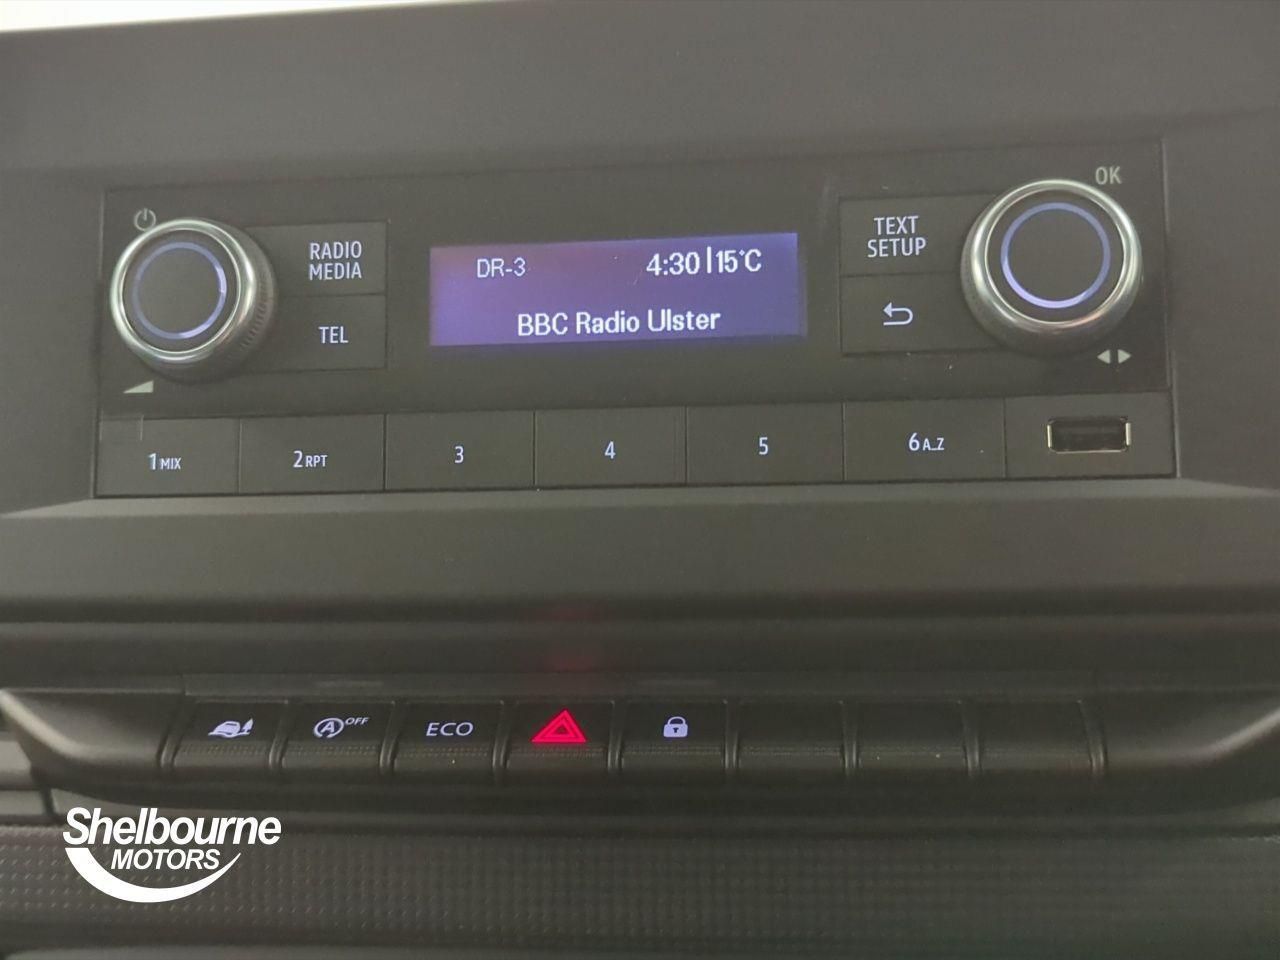 OK
RADIO
MEDIA
TEL
DR-3
4:30|15°C
BBC Radio Ulster
TEXT
SETUP
1MIX
2RPT
3
4
5
6A_Z
A OFF
ECO
Shelbourne
MOTORS